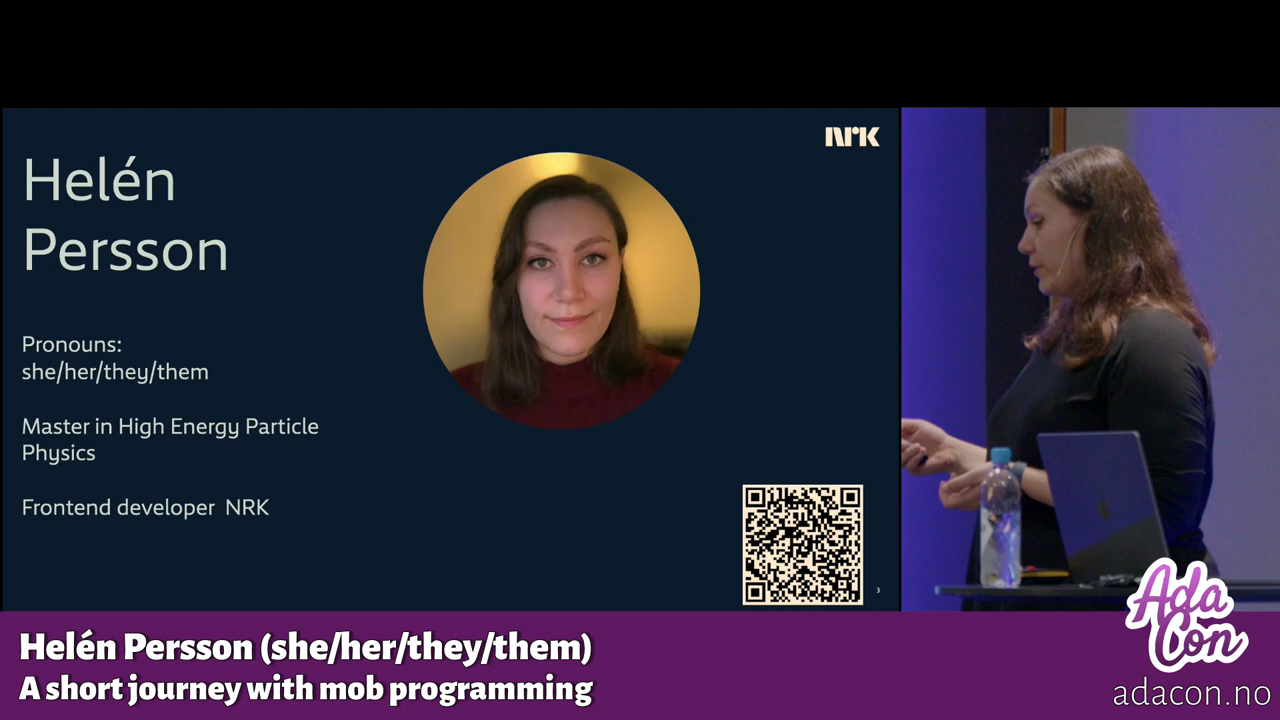 Helén
Persson
NRK
Pronouns:
she/her/they/them
Master in High Energy Particle
Physics
Frontend developer NRK
3
Helén Persson (she/her/they/them)
A short journey with mob programming
Ada
Con
adacon.no